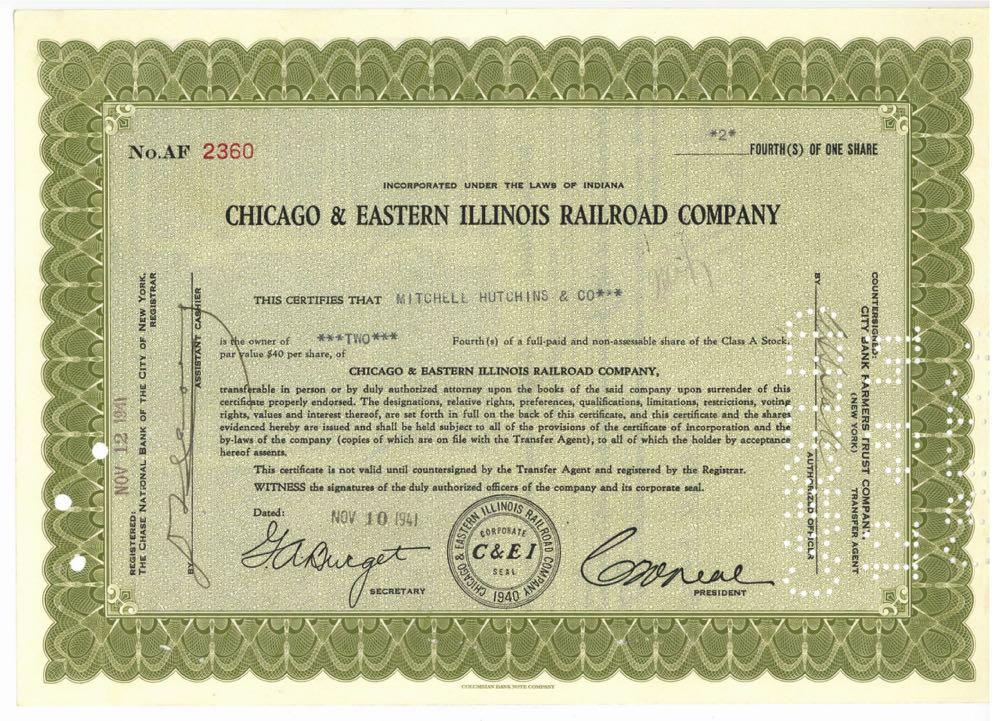 No.AF 2360
*2*
FOURTH(S) OF ONE SHARE
INCORPORATED UNDER THE LAWS OF INDIANA
CHICAGO & EASTERN ILLINOIS RAILROAD COMPANY
THIS CERTIFIES THAT MITCHELL HUTCHINS & CO***
is the owner of ***TWO*** Fourth(s) of a full-paid and non-assessable share of the Class A Stock,
par value $40 per share, of
CHICAGO & EASTERN ILLINOIS RAILROAD COMPANY,
transferable in person or by duly authorized attorney upon the books of the said company upon surrender of this
certificate properly endorsed. The designations, relative rights, preferences, qualifications, limitations, restrictions, voting
rights, values and interest thereof, are set forth in full on the back of this certificate, and this certificate and the shares
evidenced hereby are issued and shall be held subject to all of the provisions of the certificate of incorporation and the
by-laws of the company (copies of which are on file with the Transfer Agent), to all of which the holder by acceptance
hereof assents.
This certificate is not valid until countersigned by the Transfer Agent and registered by the Registrar.
WITNESS the signatures of the duly authorized officers of the company and its corporate seal.
Dated: NOV 10 1941
SECRETARY
CHICAGO & EASTERN ILLINOIS RAILROAD COMPANY
CORPORATE
C & E I
SEAL
1940
PRESIDENT
REGISTERED:
THE CHASE NATIONAL BANK OF THE CITY OF NEW YORK,
REGISTRAR
NOV 12 1941
BY
ASSISTANT CASHIER
COUNTERSIGNED:
CITY BANK FARMERS TRUST COMPANY,
(NEW YORK)
TRANSFER AGENT
BY
AUTHORIZED OFFICER
COLUMBIAN BANK NOTE COMPANY